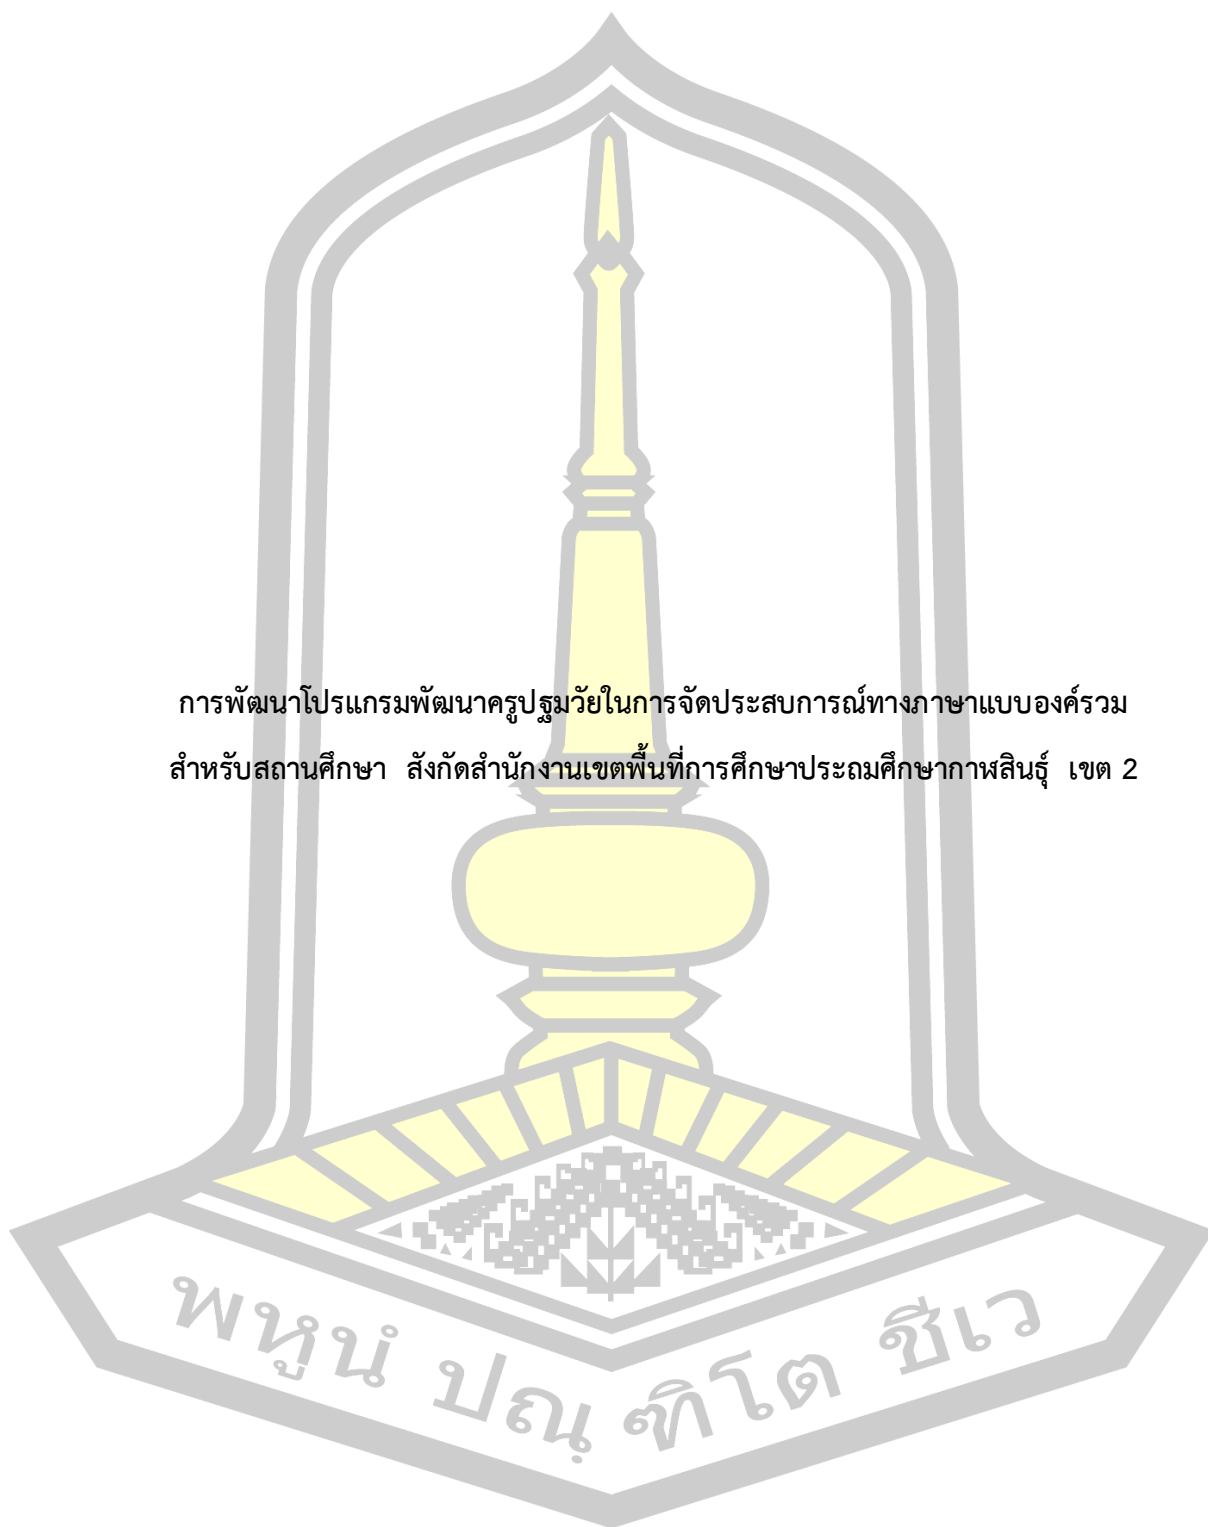 การพัฒนาโปรแกรมพัฒนาครูปฐมวัยในการจัดประสบการณ์ทางภาษาแบบองค์รวม
สำหรับสถานศึกษา สังกัดสำนักงานเขตพื้นที่การศึกษาประถมศึกษากาฬสินธุ์ เขต 2
พหูนํ ปณฺฑิโต ชีเว